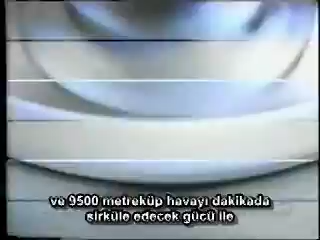 ve 9500 metreküp havayı dakikada
sirküle edecek gücü ile